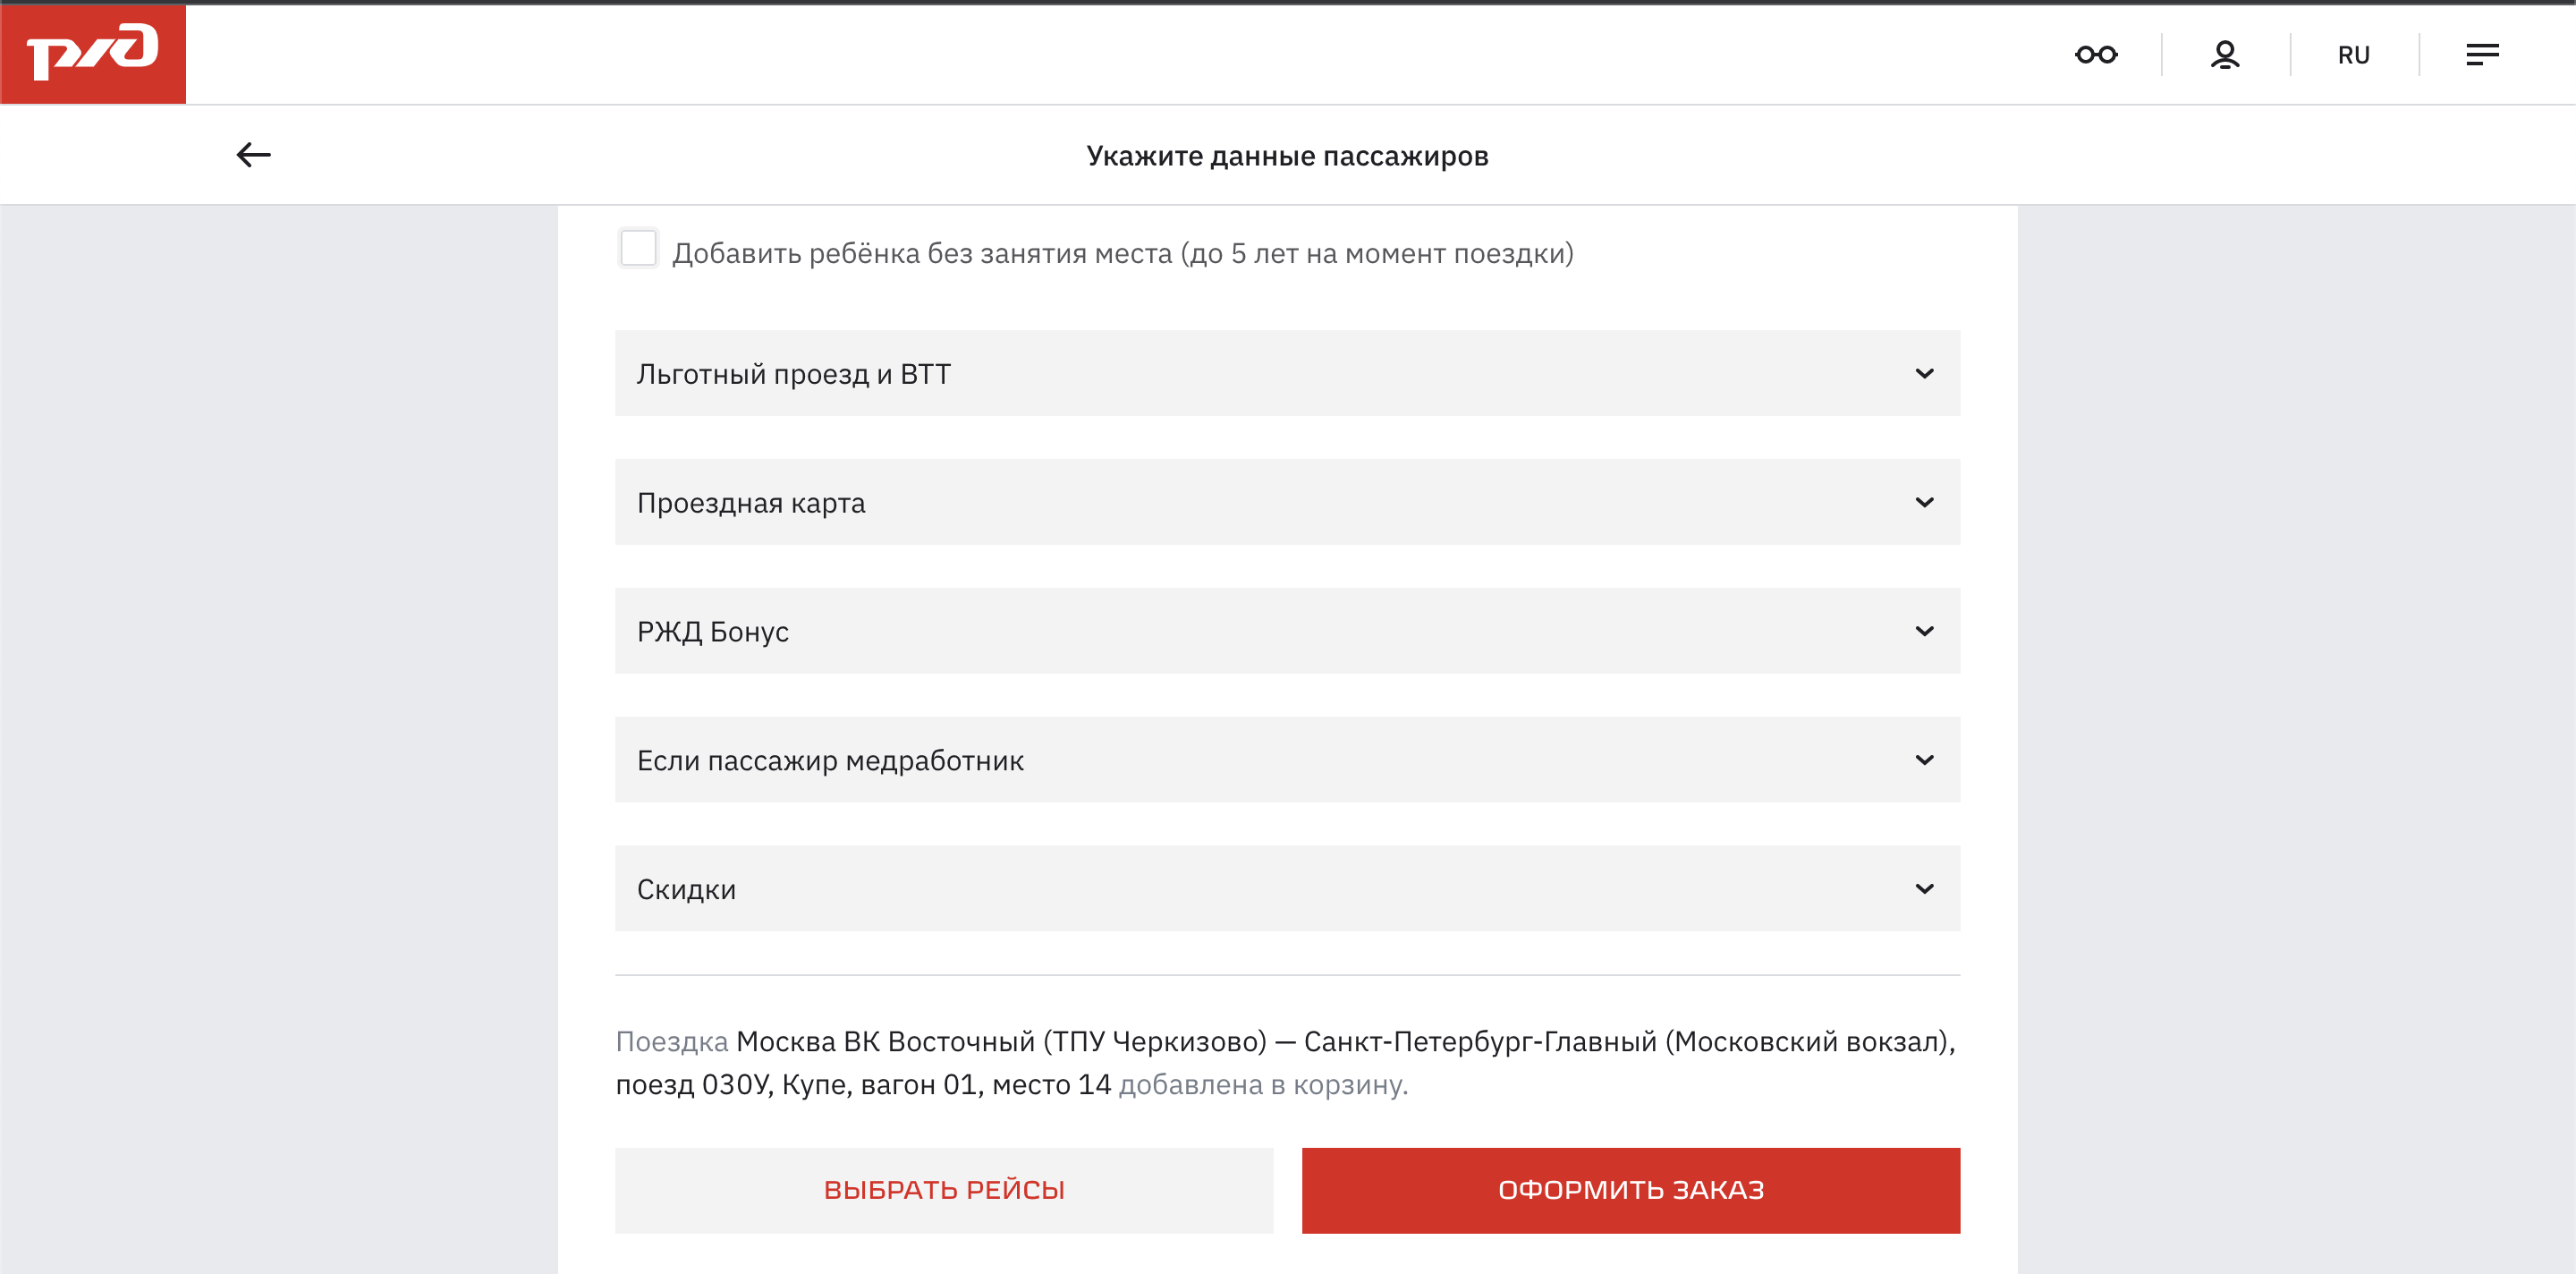 ржд
RU
Укажите данные пассажиров
Добавить ребёнка без занятия места (до 5 лет на момент поездки)
Льготный проезд и ВТТ
Проездная карта
РЖД Бонус
Если пассажир медработник
Скидки
Поездка Москва ВК Восточный (ТПУ Черкизово) — Санкт-Петербург-Главный (Московский вокзал),
поезд 030У, Купе, вагон 01, место 14 добавлена в корзину.
ВЫБРАТЬ РЕЙСЫ
ОФОРМИТЬ ЗАКАЗ